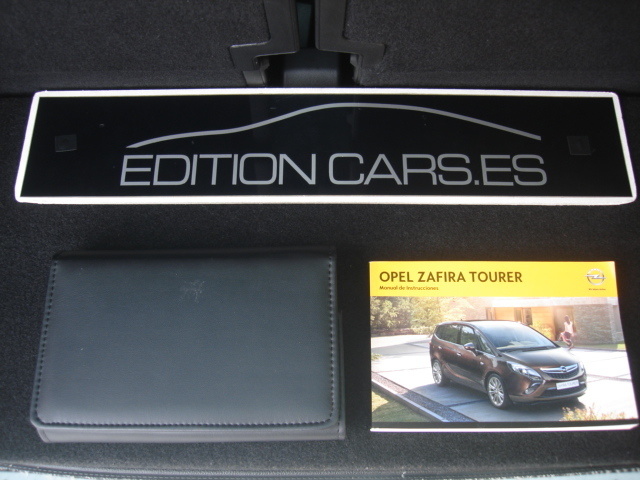 EDITION CARS.ES
OPEL ZAFIRA TOURER
Manual de Instrucciones